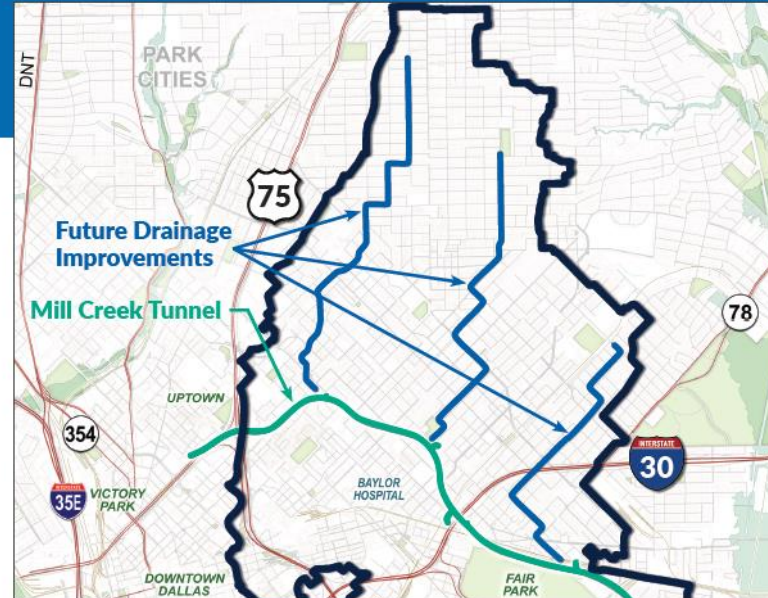 DNT
PARK
CITIES
75
Future Drainage
Improvements
Mill Creek Tunnel
78
UPTOWN
354
INTERSTATE
30
INTERSTATE
35E
VICTORY
PARK
BAYLOR
HOSPITAL
DOWNTOWN
DALLAS
FAIR
PARK